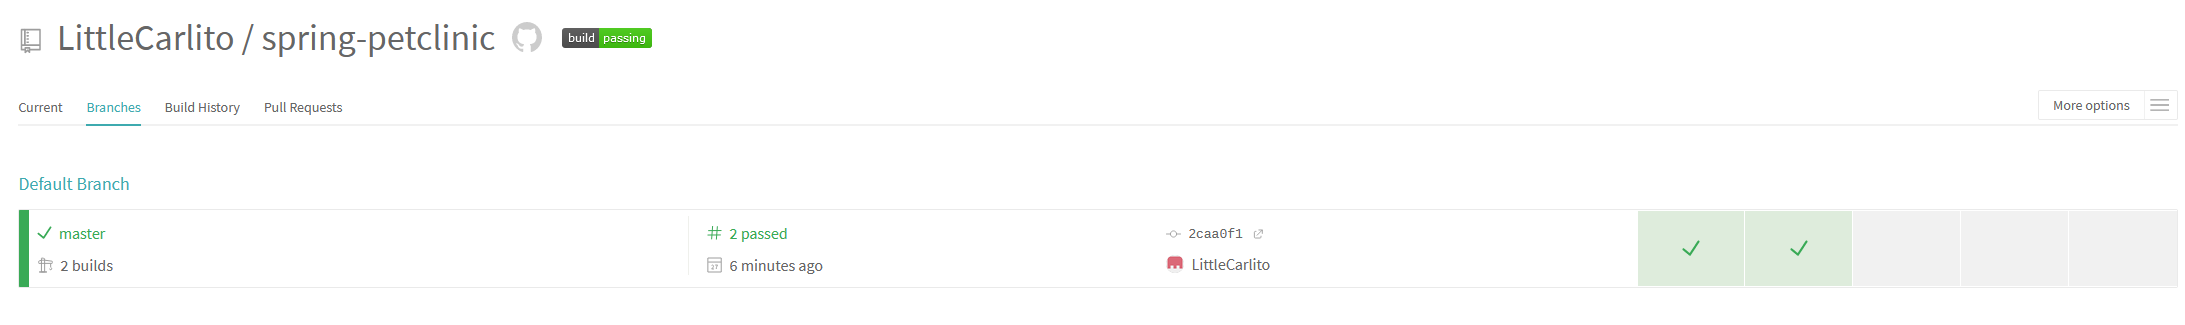 LittleCarlito / spring-petclinic build passing
Current Branches Build History Pull Requests More options
Default Branch
master # 2 passed 2caa0f1
2 builds 27 6 minutes ago LittleCarlito